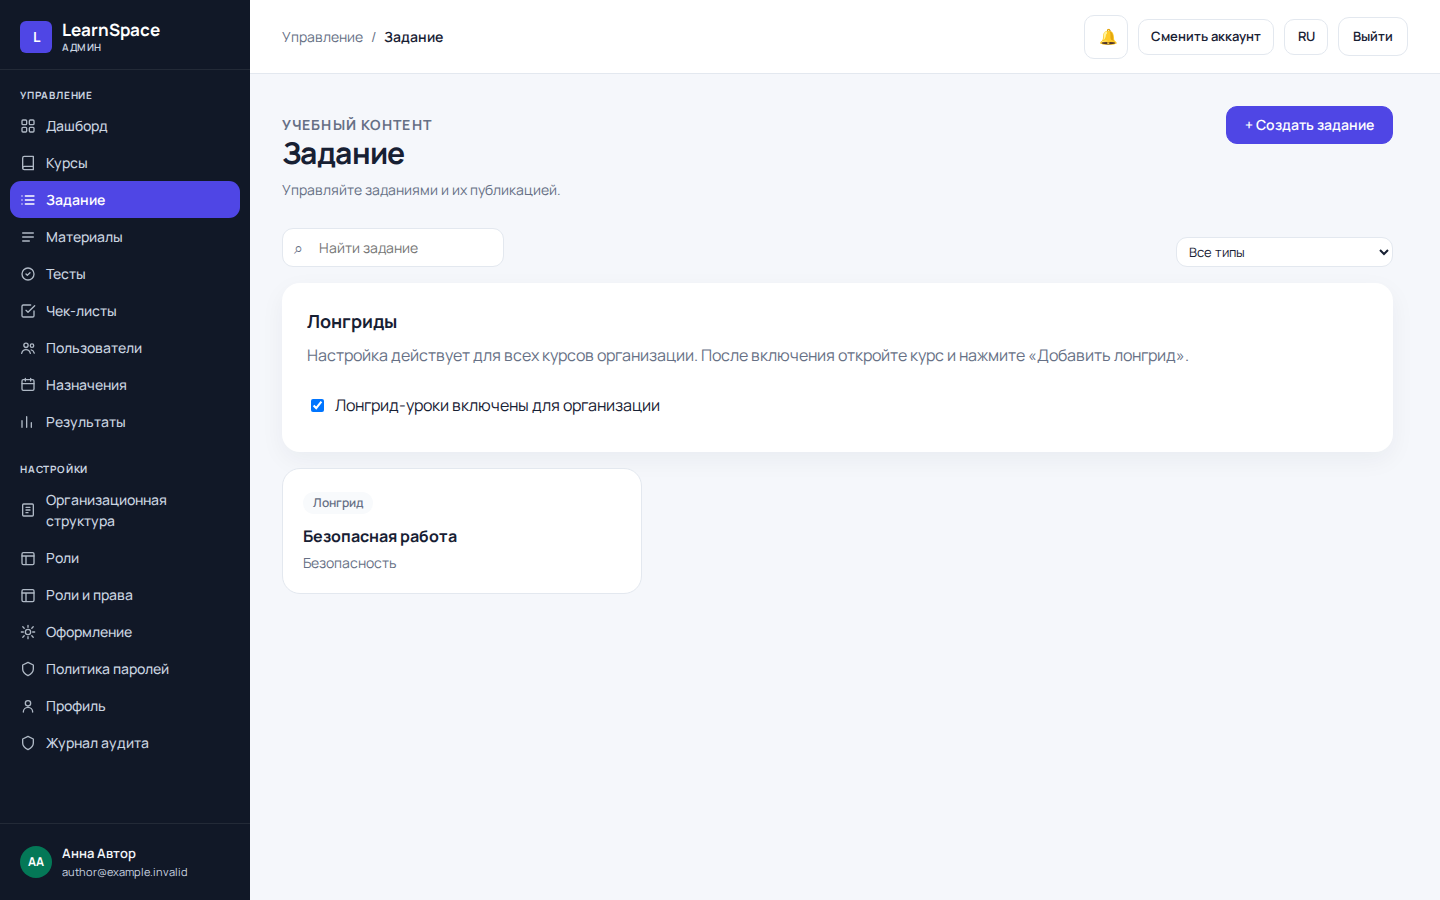 L
LearnSpace
АДМИН
УПРАВЛЕНИЕ
Дашборд
Курсы
Задание
Материалы
Тесты
Чек-листы
Пользователи
Назначения
Результаты
НАСТРОЙКИ
Организационная
структура
Роли
Роли и права
Оформление
Политика паролей
Профиль
Журнал аудита
АА
Анна Автор
author@example.invalid
Управление / Задание
Сменить аккаунт
RU
Выйти
УЧЕБНЫЙ КОНТЕНТ
Задание
Управляйте заданиями и их публикацией.
+ Создать задание
Найти задание
Все типы
Лонгриды
Настройка действует для всех курсов организации. После включения откройте курс и нажмите «Добавить лонгрид».
Лонгрид-уроки включены для организации
Лонгрид
Безопасная работа
Безопасность